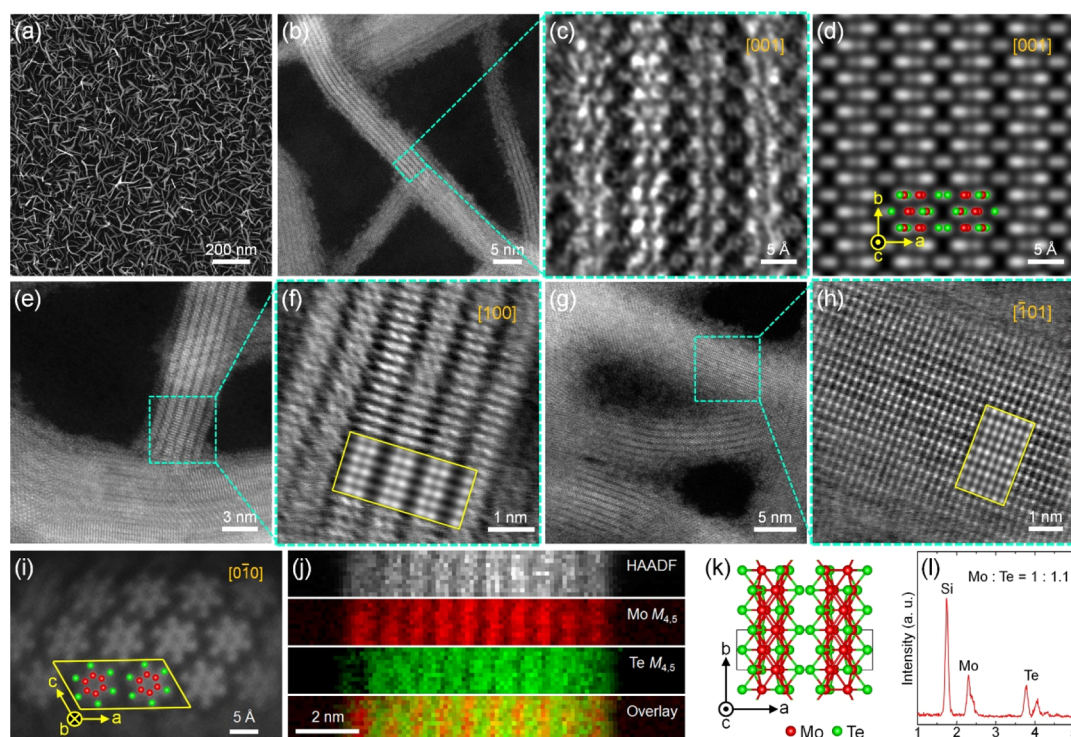 (a)
200 nm
(b)
5 nm
(c)
[001]
5 Å
(d)
[001]
b
c
a
5 Å
(e)
3 nm
(f)
[100]
1 nm
(g)
5 nm
(h)
[1̅01]
1 nm
(i)
[01̅0]
c
b
a
5 Å
(j)
HAADF
Mo M4,5
Te M4,5
Overlay
2 nm
(k)
b
c
a
Mo Te
(l)
Mo : Te = 1 : 1.1
Si
Mo
Te
Intensity (a. u.)
1 2 3 4 5